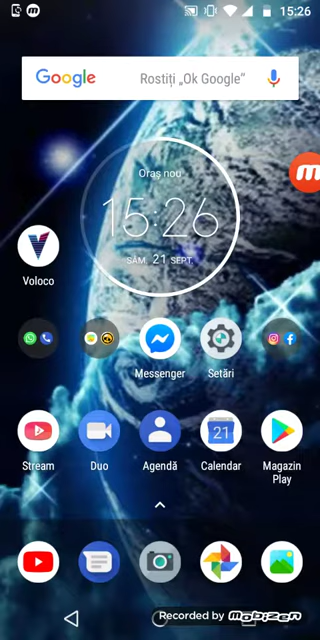 15:26
Google
Rostiți „Ok Google”
Oraș nou
15:26
SÂM. 21 SEPT.
Voloco
Messenger
Setări
Stream
Duo
Agendă
21
Calendar
Magazin
Play
Recorded by mobizen